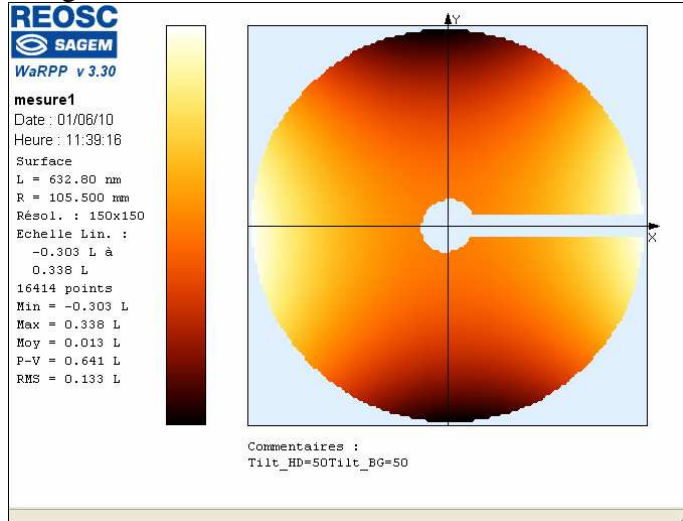 REOSC
SAGEM
WaRPP v 3.30
mesure1
Date : 01/06/10
Heure : 11:39:16
Surface
L = 632.80 nm
R = 105.500 mm
Résol. : 150x150
Echelle Lin. :
-0.303 L à
0.338 L
16414 points
Min = -0.303 L
Max = 0.338 L
Moy = 0.013 L
P-V = 0.641 L
RMS = 0.133 L
Y
X
Commentaires :
Tilt_HD=50Tilt_BG=50